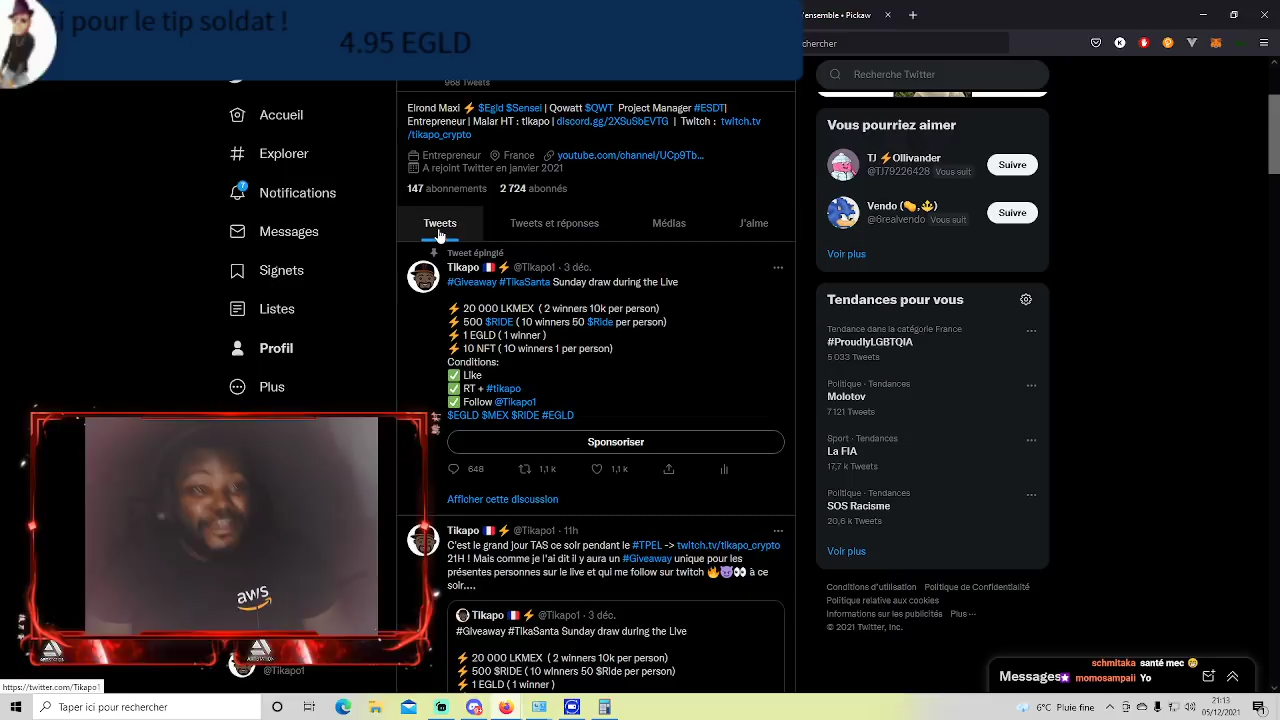 i pour le tip soldat !
4.95 EGLD
chercher
Recherche Twitter
968 Tweets
Elrond Maxi ⚡ $Egld $Sensei | Qowatt $QWT Project Manager #ESDT|
Entrepreneur | Malar HT : tikapo | discord.gg/2XSuSbEVTG | Twitch : twitch.tv
/tikapo_crypto
Entrepreneur France youtube.com/channel/UCp9Tb...
A rejoint Twitter en janvier 2021
147 abonnements 2 724 abonnés
Accueil
Explorer
7
Notifications
Messages
Signets
Listes
Profil
Plus
Tweets Tweets et réponses Médias J'aime
Tweet épinglé
Tikapo 🇫🇷 ⚡ @Tikapo1 · 3 déc.
#Giveaway #TikaSanta Sunday draw during the Live
⚡ 20 000 LKMEX ( 2 winners 10k per person)
⚡ 500 $RIDE ( 10 winners 50 $Ride per person)
⚡ 1 EGLD ( 1 winner )
⚡ 10 NFT ( 10 winners 1 per person)
Conditions:
✅ Like
✅ RT + #tikapo
✅ Follow @Tikapo1
$EGLD $MEX $RIDE #EGLD
Sponsoriser
648 1,1 k 1,1 k
Afficher cette discussion
Tikapo 🇫🇷 ⚡ @Tikapo1 · 11h
C'est le grand jour TAS ce soir pendant le #TPEL -> twitch.tv/tikapo_crypto
21H ! Mais comme je l'ai dit il y aura un #Giveaway unique pour les
présentes personnes sur le live et qui me follow sur twitch 🔥😈👀 à ce
soir....
Tikapo 🇫🇷 ⚡ @Tikapo1 · 3 déc.
#Giveaway #TikaSanta Sunday draw during the Live
⚡ 20 000 LKMEX ( 2 winners 10k per person)
⚡ 500 $RIDE ( 10 winners 50 $Ride per person)
⚡ 1 EGLD ( 1 winner )
Vous pourriez aimer
TJ ⚡Ollivander
@TJ79226428 Vous suit
Suivre
Vendo
@6realvendo Vous suit
Suivre
Voir plus
Tendances pour vous
Tendance dans la catégorie France
#ProudlyLGBTQIA
5 033 Tweets
Politique · Tendances
Molotov
7 121 Tweets
Sport · Tendances
La FIA
17,7 k Tweets
Politique · Tendances
SOS Racisme
20,6 k Tweets
Voir plus
Conditions d'utilisation Politique de Confidentialité
Politique relative aux cookies
Informations sur les publicités Plus ···
© 2021 Twitter, Inc.
aws
@Tikapo1
Messages
schmitaka santé mec
momosampaii Yo
https://twitter.com/Tikapo1
Taper ici pour rechercher
6°C Pluie fine
21:13
05/12/2021